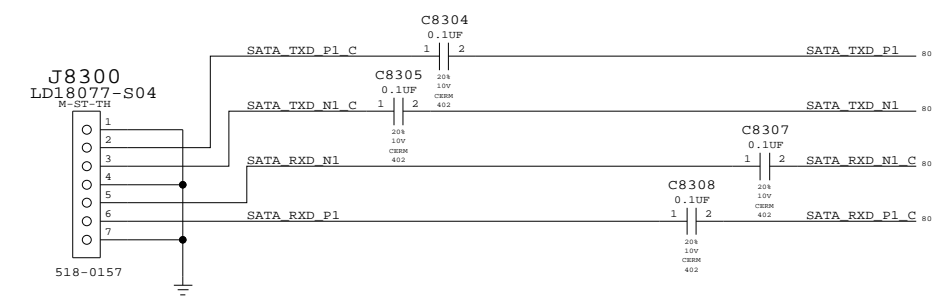 C8304
0.1UF
SATA_TXD_P1_C 1 2 SATA_TXD_P1 80
20%
10V
CERM
402
J8300
LD18077-S04
M-ST-TH
C8305
0.1UF
SATA_TXD_N1_C 1 2 SATA_TXD_N1 80
20%
10V
CERM
402
C8307
0.1UF
SATA_RXD_N1 1 2 SATA_RXD_N1_C 80
20%
10V
CERM
402
C8308
0.1UF
SATA_RXD_P1 1 2 SATA_RXD_P1_C 80
20%
10V
CERM
402
1
2
3
4
5
6
7
518-0157